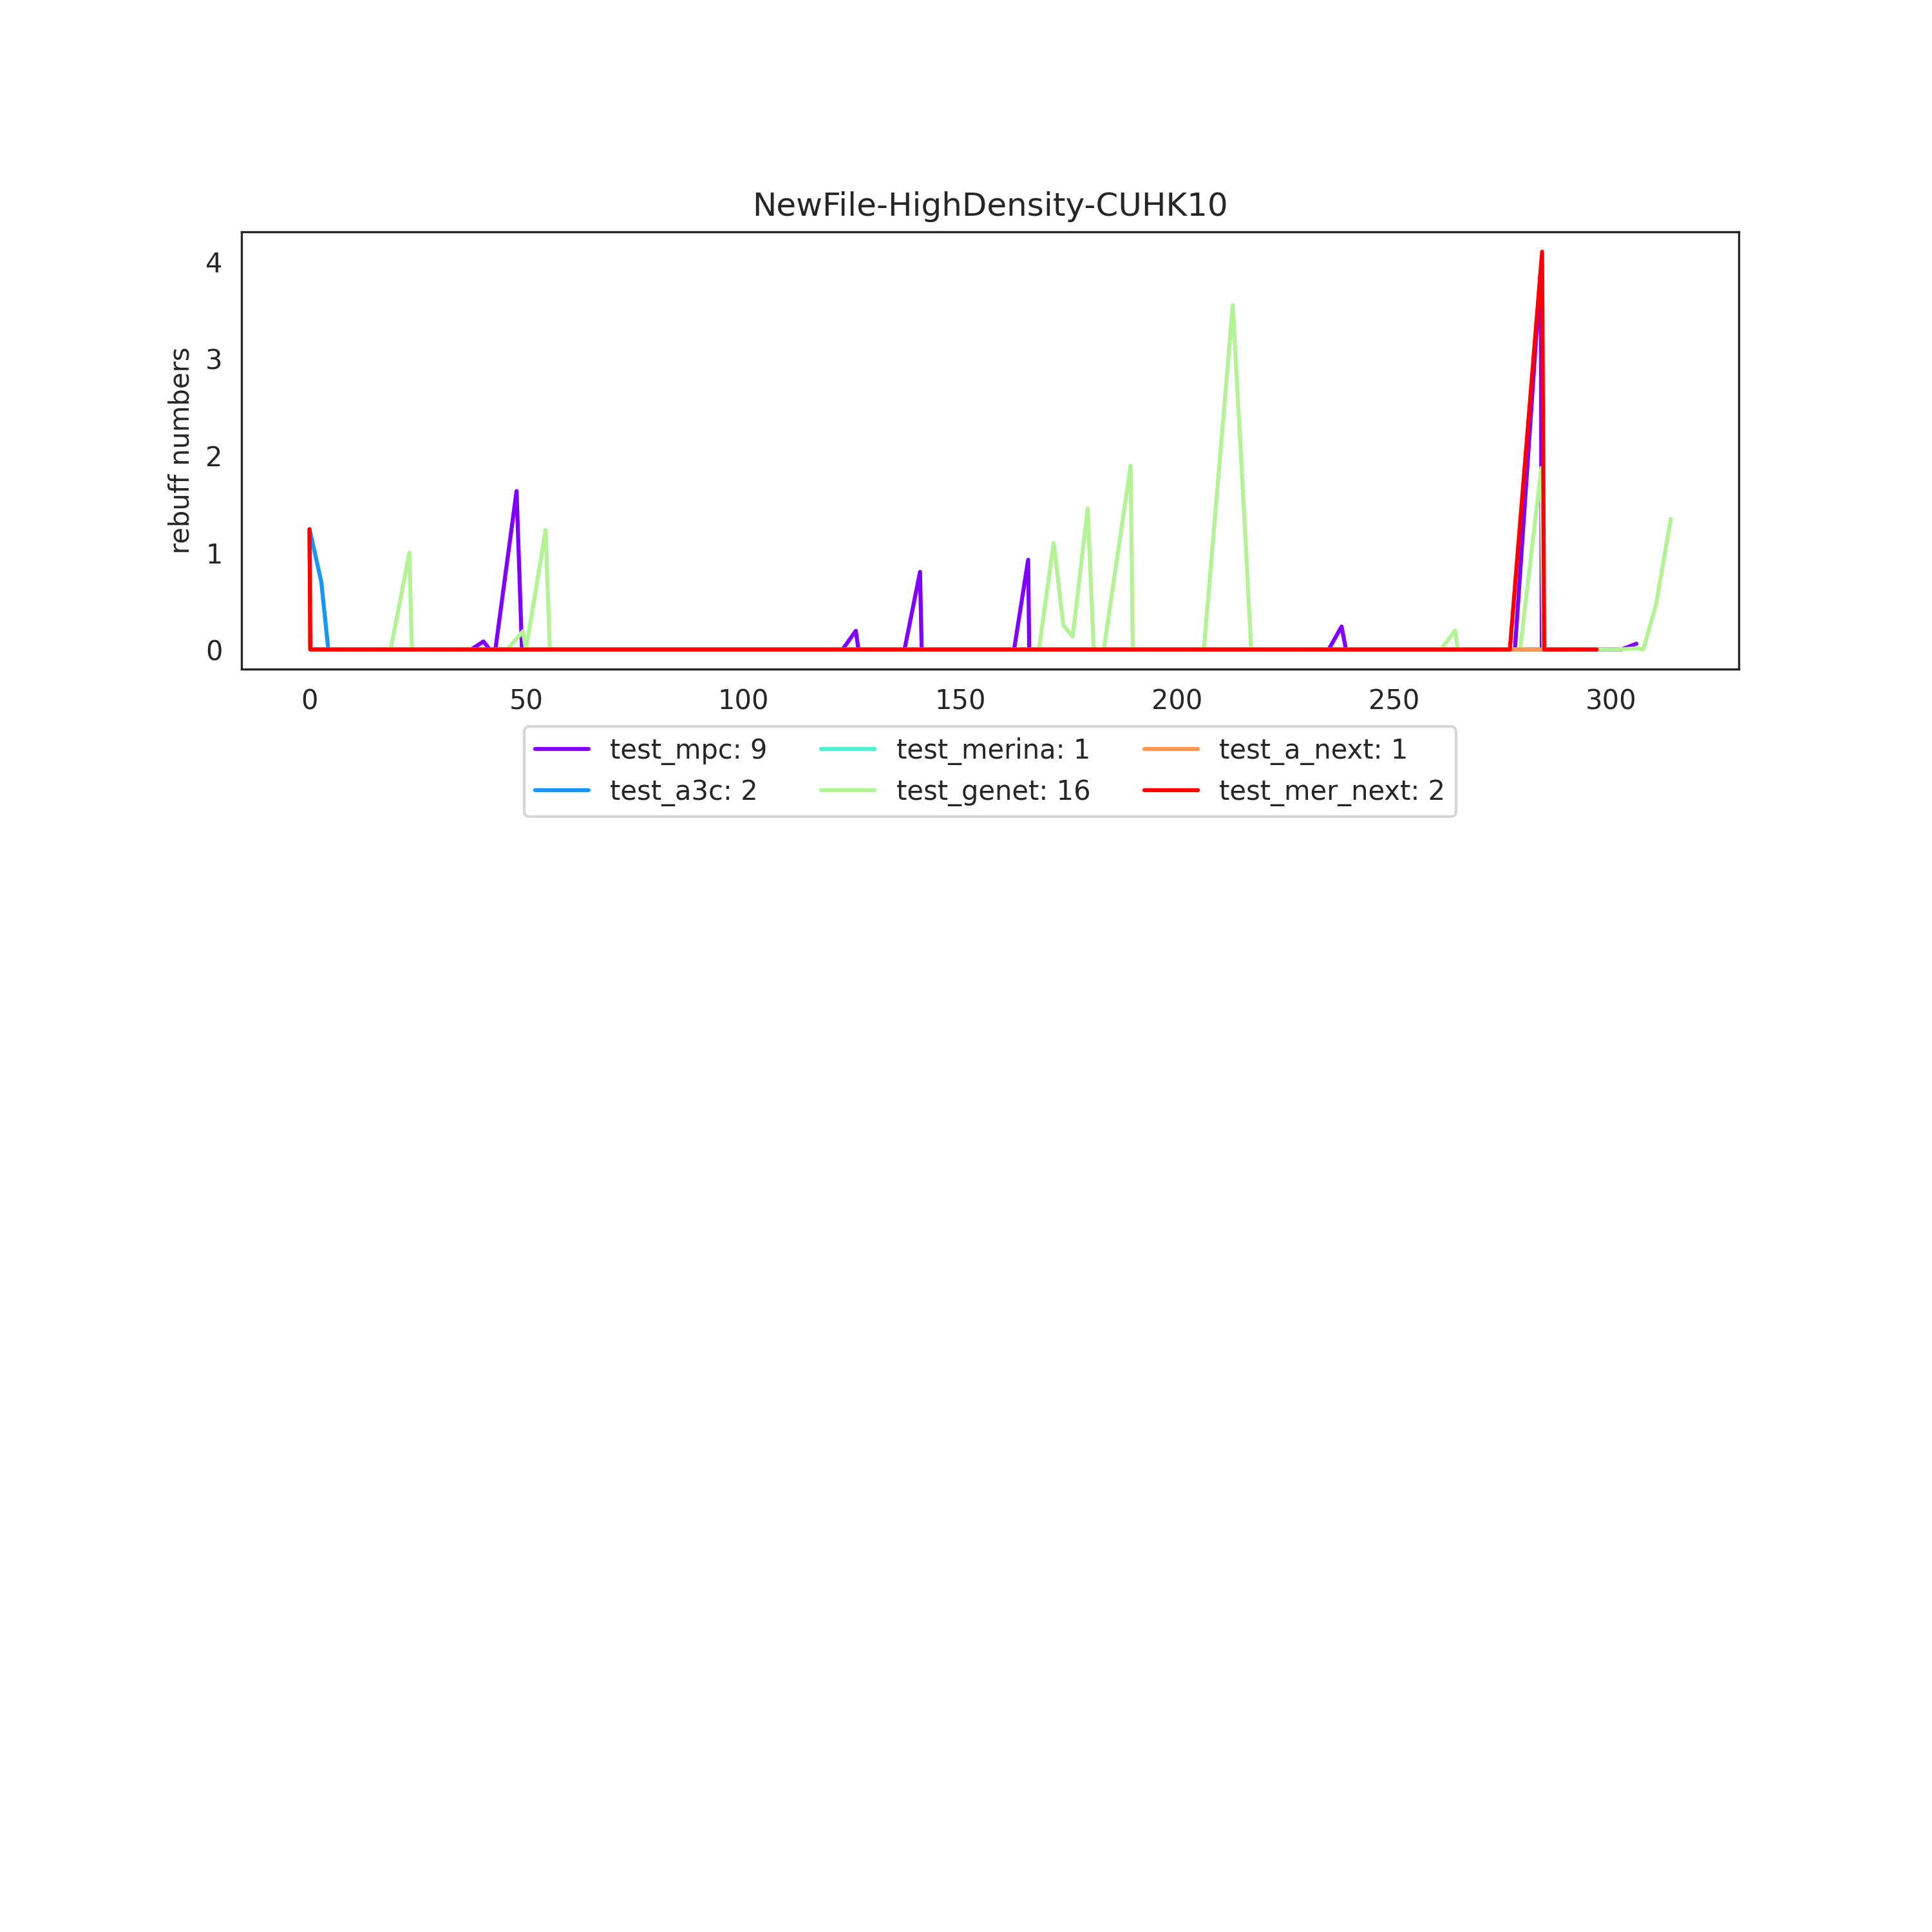 NewFile-HighDensity-CUHK10
rebuff numbers
4
3
2
1
0
0 50 100 150 200 250 300
test_mpc: 9 test_merina: 1 test_a_next: 1
test_a3c: 2 test_genet: 16 test_mer_next: 2